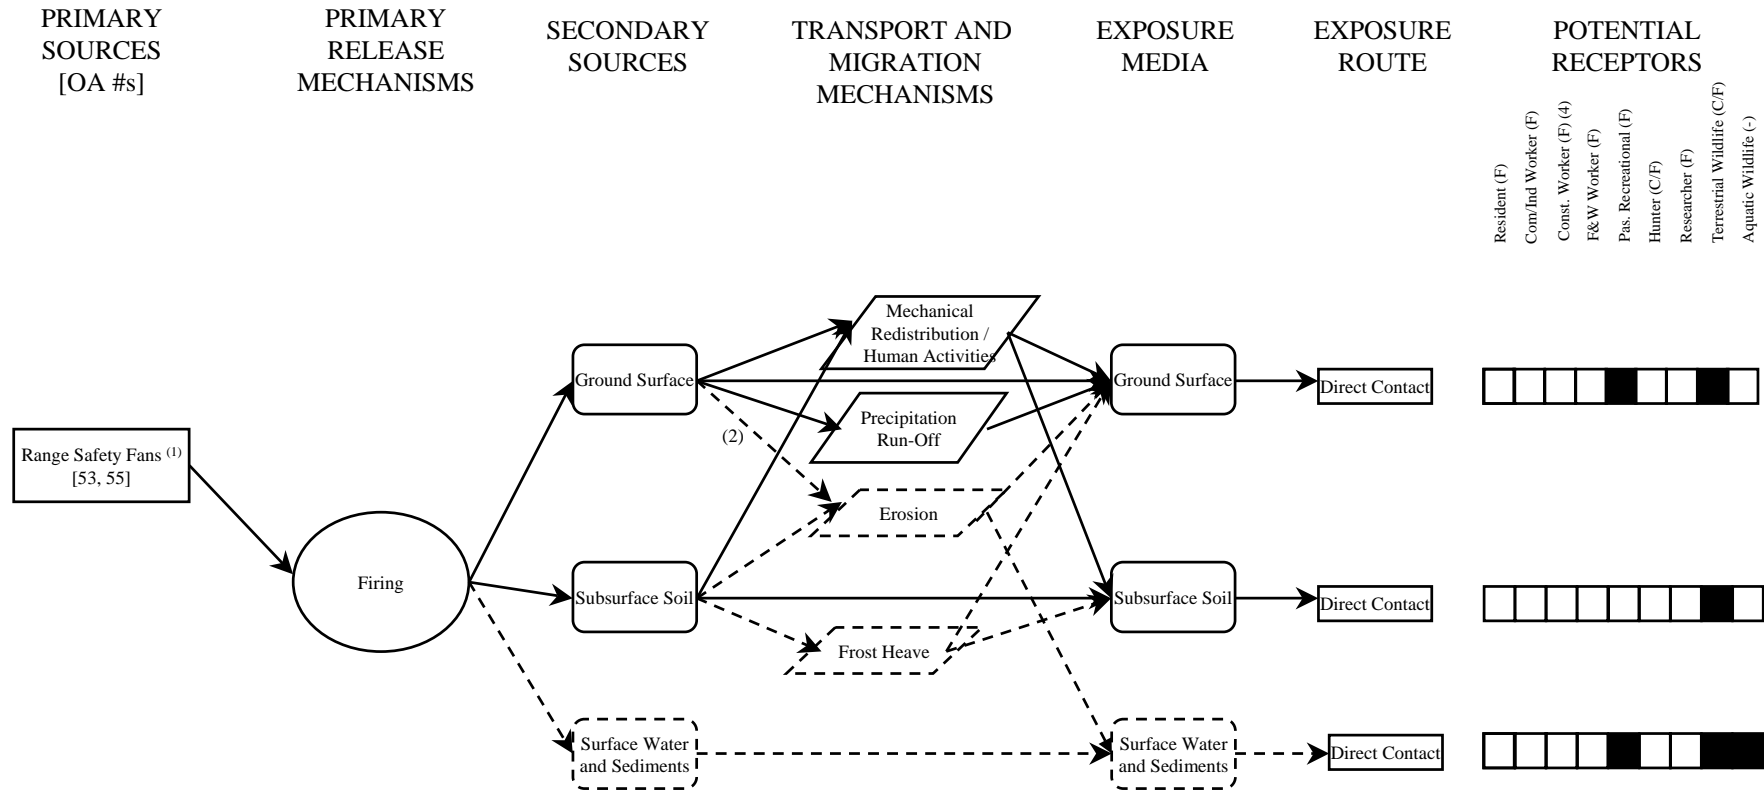 PRIMARY
SOURCES
[OA #s]
PRIMARY
RELEASE
MECHANISMS
SECONDARY
SOURCES
TRANSPORT AND
MIGRATION
MECHANISMS
EXPOSURE
MEDIA
EXPOSURE
ROUTE
POTENTIAL
RECEPTORS
Resident (F)
Com/Ind Worker (F)
Const. Worker (F) (4)
F&W Worker (F)
Pas. Recreational (F)
Hunter (C/F)
Researcher (F)
Terrestrial Wildlife (C/F)
Aquatic Wildlife (-)
Range Safety Fans (1)
[53, 55]
Firing
Ground Surface
Subsurface Soil
Surface Water
and Sediments
(2)
Mechanical
Redistribution /
Human Activities
Precipitation
Run-Off
Erosion
Frost Heave
Ground Surface
Subsurface Soil
Surface Water
and Sediments
Direct Contact
Direct Contact
Direct Contact